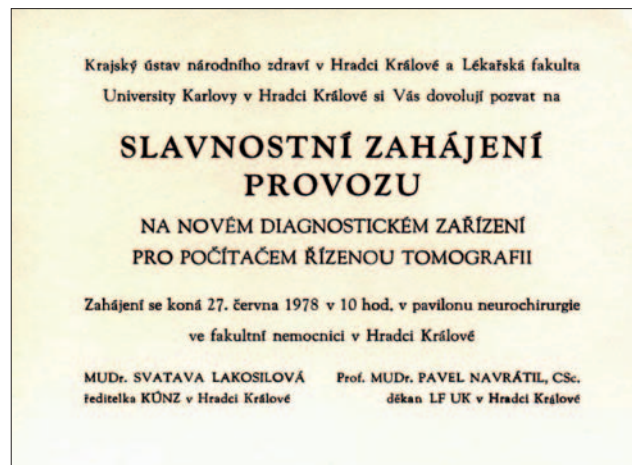 Krajský ústav národního zdraví v Hradci Králové a Lékařská fakulta
University Karlovy v Hradci Králové si Vás dovolují pozvat na
SLAVNOSTNÍ ZAHÁJENÍ
PROVOZU
NA NOVÉM DIAGNOSTICKÉM ZAŘÍZENÍ
PRO POČÍTAČEM ŘÍZENOU TOMOGRAFII
Zahájení se koná 27. června 1978 v 10 hod. v pavilonu neurochirurgie
ve fakultní nemocnici v Hradci Králové
MUDr. SVATAVA LAKOSILOVÁ Prof. MUDr. PAVEL NAVRÁTIL, CSc.
ředitelka KÚNZ v Hradci Králové děkan LF UK v Hradci Králové